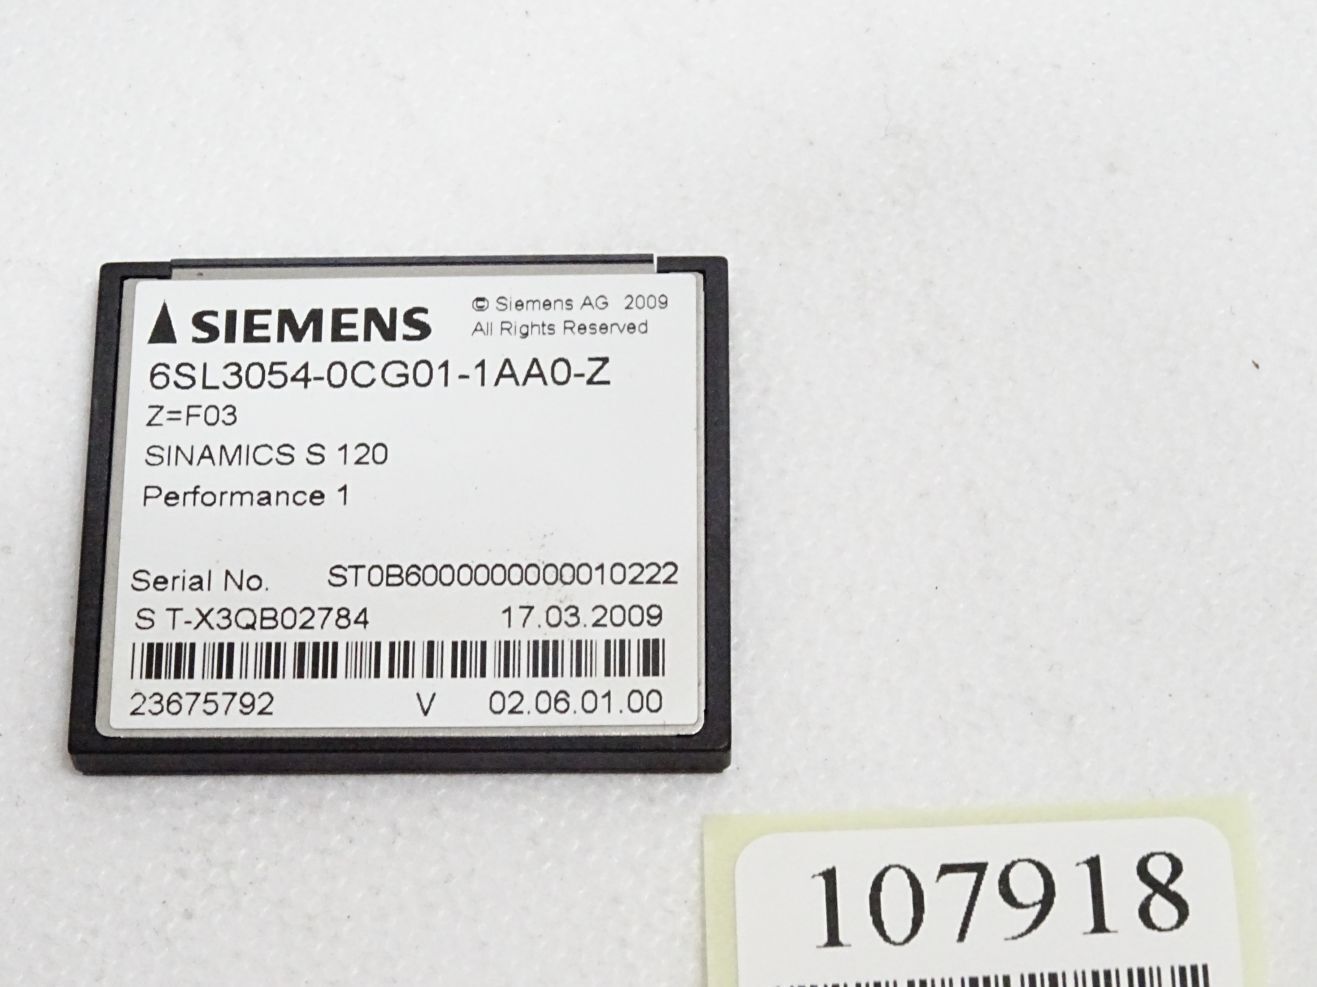 SIEMENS
© Siemens AG 2009
All Rights Reserved
6SL3054-0CG01-1AA0-Z
Z=F03
SINAMICS S 120
Performance 1
Serial No. ST0B6000000000010222
S T-X3QB02784 17.03.2009
23675792 V 02.06.01.00
107918